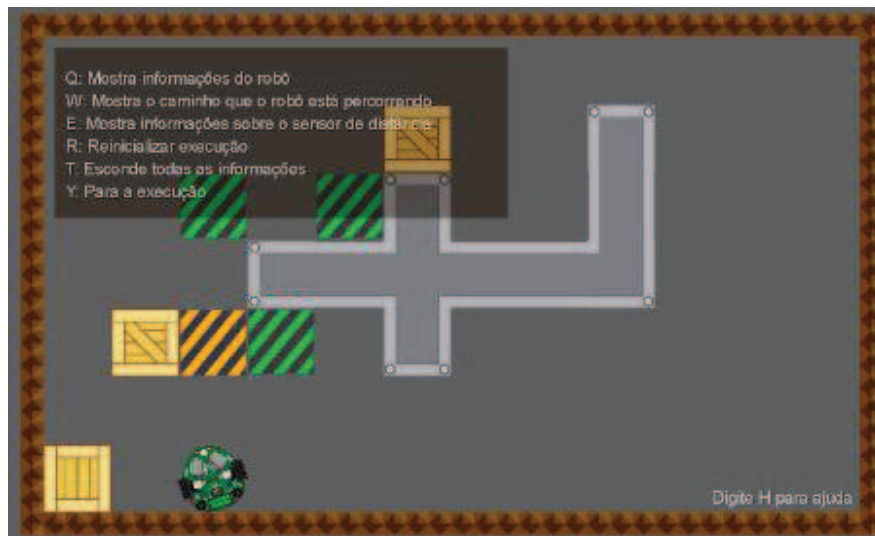 Q: Mostra informações do robô
W: Mostra o caminho que o robô está percorrendo
E: Mostra informações sobre o sensor de distância
R: Reinicializar execução
T: Esconde todas as informações
Y: Para a execução
Digite H para ajuda